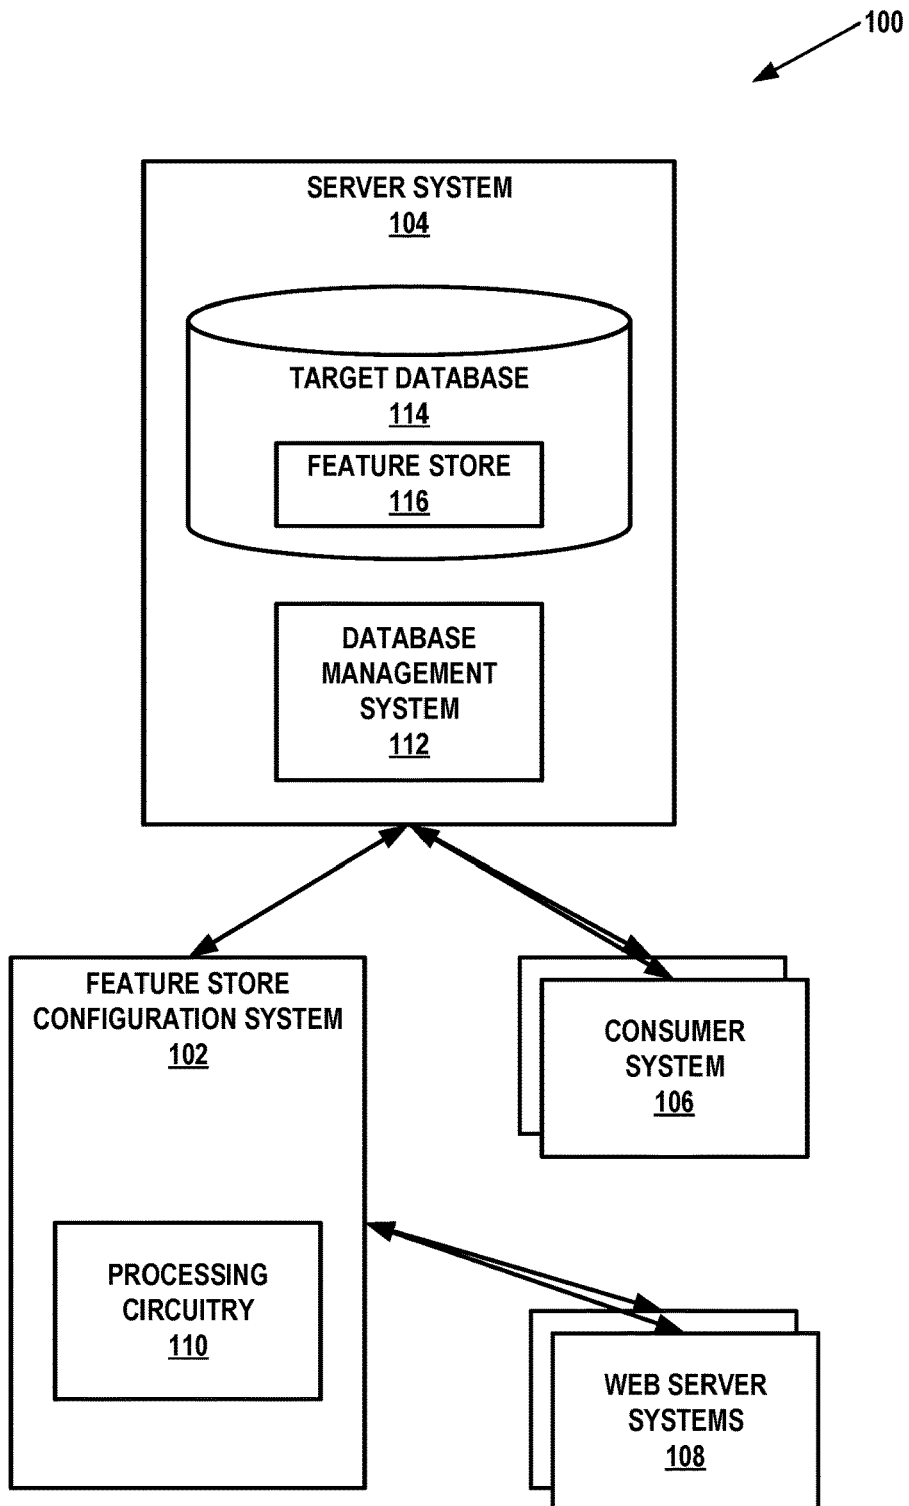 100
SERVER SYSTEM
104
TARGET DATABASE
114
FEATURE STORE
116
DATABASE
MANAGEMENT
SYSTEM
112
FEATURE STORE
CONFIGURATION SYSTEM
102
CONSUMER
SYSTEM
106
PROCESSING
CIRCUITRY
110
WEB SERVER
SYSTEMS
108